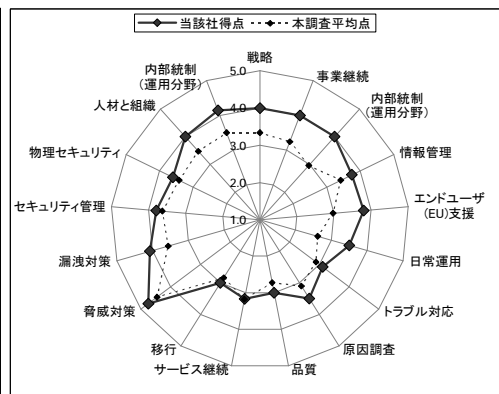 当該社得点 本調査平均点
戦略
事業継続
内部統制
(運用分野)
情報管理
エンドユーザ
(EU)支援
日常運用
トラブル対応
原因調査
品質
サービス継続
移行
脅威対策
漏洩対策
セキュリティ管理
物理セキュリティ
人材と組織
内部統制
(運用分野)
5.0
4.0
3.0
2.0
1.0